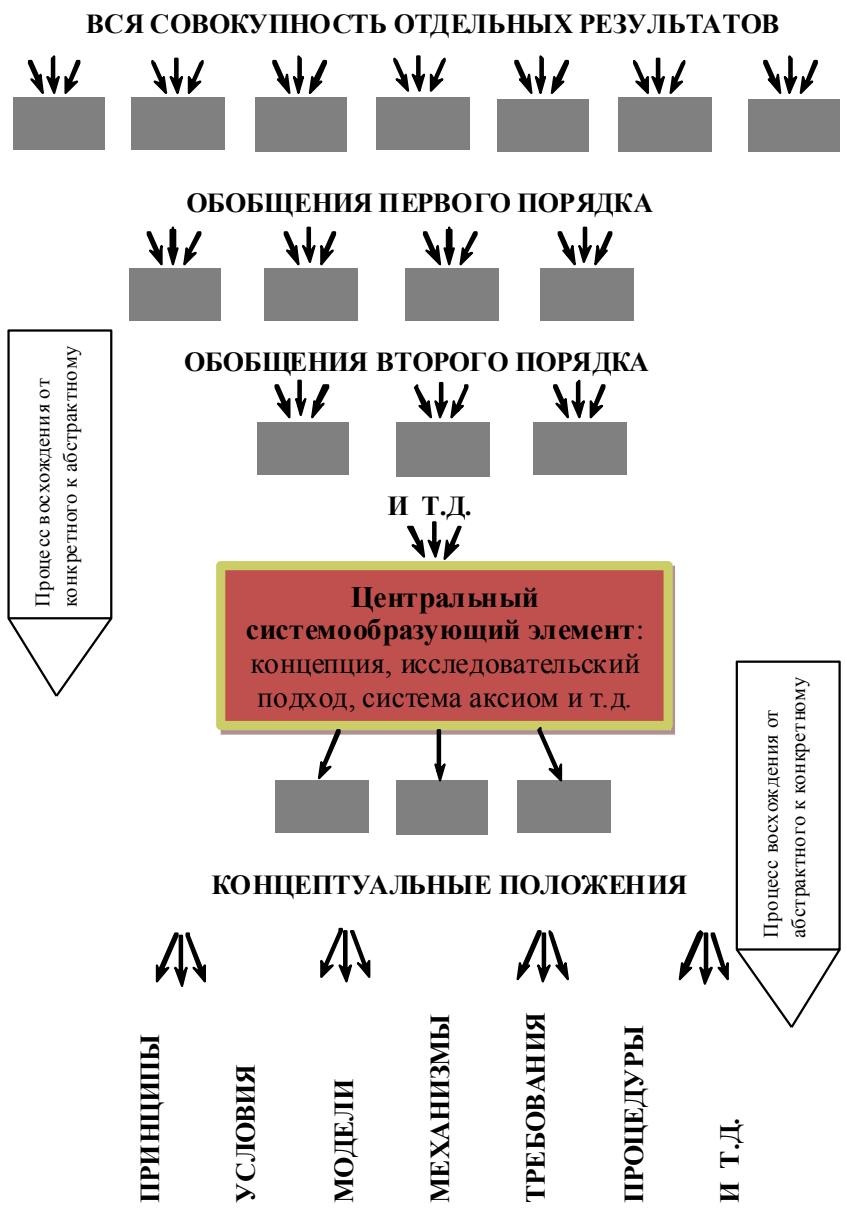 ВСЯ СОВОКУПНОСТЬ ОТДЕЛЬНЫХ РЕЗУЛЬТАТОВ
ОБОБЩЕНИЯ ПЕРВОГО ПОРЯДКА
ОБОБЩЕНИЯ ВТОРОГО ПОРЯДКА
Процесс восхождения от
конкретного к абстрактному
И Т.Д.
Центральный
системообразующий элемент:
концепция, исследовательский
подход, система аксиом и т.д.
Процесс восхождения от
абстрактного к конкретному
КОНЦЕПТУАЛЬНЫЕ ПОЛОЖЕНИЯ
ПРИНЦИПЫ
УСЛОВИЯ
МОДЕЛИ
МЕХАНИЗМЫ
ТРЕБОВАНИЯ
ПРОЦЕДУРЫ
И Т.Д.